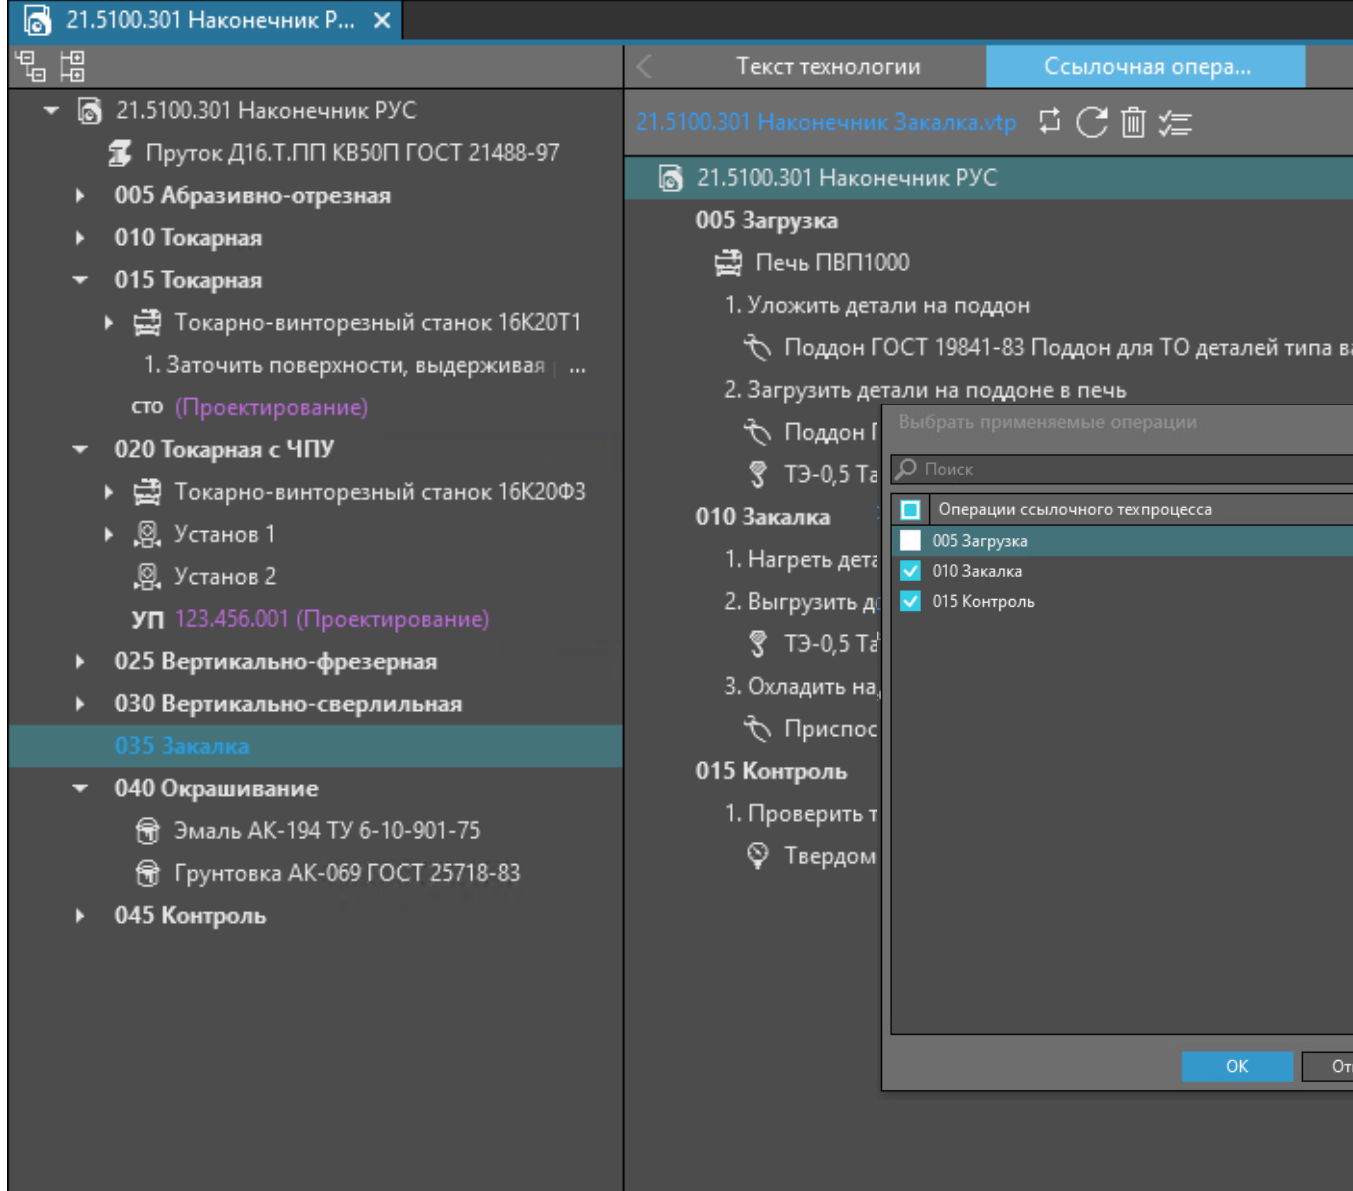 21.5100.301 Наконечник Р...
21.5100.301 Наконечник РУС
Пруток Д16.Т.ПП КВ50П ГОСТ 21488-97
005 Абразивно-отрезная
010 Токарная
015 Токарная
Токарно-винторезный станок 16К20Т1
1. Заточить поверхности, выдерживая ...
СТО (Проектирование)
020 Токарная с ЧПУ
Токарно-винторезный станок 16К20Ф3
Установ 1
Установ 2
УП 123.456.001 (Проектирование)
025 Вертикально-фрезерная
030 Вертикально-сверлильная
035 Закалка
040 Окрашивание
Эмаль АК-194 ТУ 6-10-901-75
Грунтовка АК-069 ГОСТ 25718-83
045 Контроль
Текст технологии
Ссылочная опера...
21.5100.301 Наконечник Закалка.vtp
21.5100.301 Наконечник РУС
005 Загрузка
Печь ПВП1000
1. Уложить детали на поддон
Поддон ГОСТ 19841-83 Поддон для ТО деталей типа ва
2. Загрузить детали на поддоне в печь
Поддон Г
ТЭ-0,5 Та
010 Закалка
1. Нагреть дета
2. Выгрузить д
ТЭ-0,5 Та
3. Охладить на
Приспос
015 Контроль
1. Проверить т
Твердом
Выбрать применяемые операции
Поиск
Операции ссылочного техпроцесса
005 Загрузка
010 Закалка
015 Контроль
ОК
От